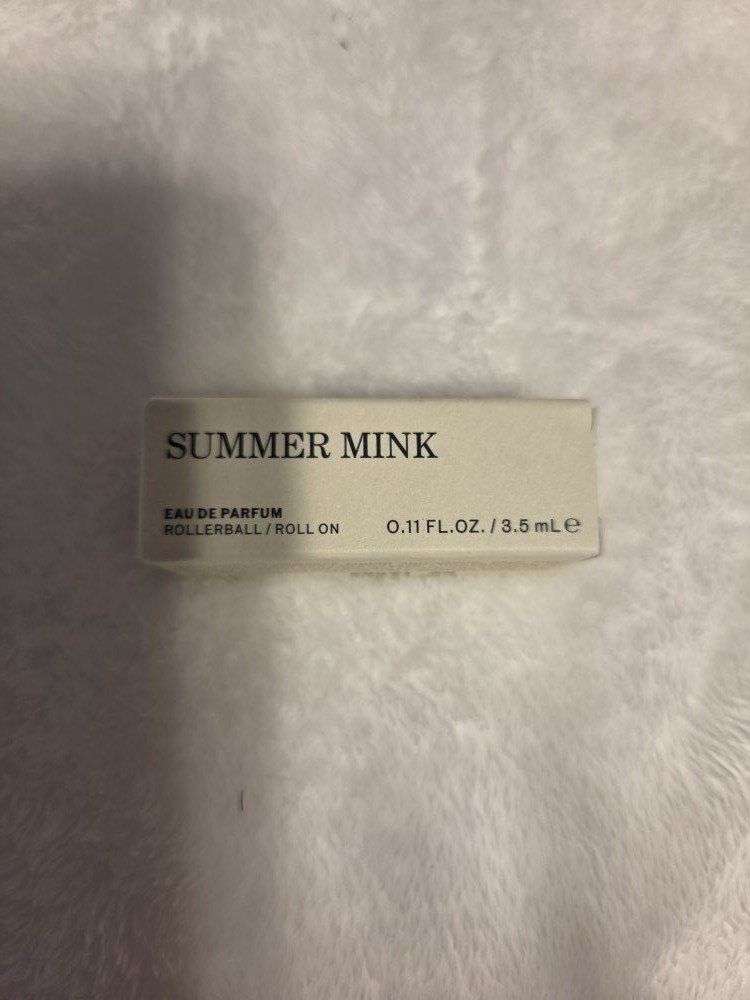 SUMMER MINK
EAU DE PARFUM
ROLLERBALL / ROLL ON
0.11 FL.OZ. / 3.5 mL ℮